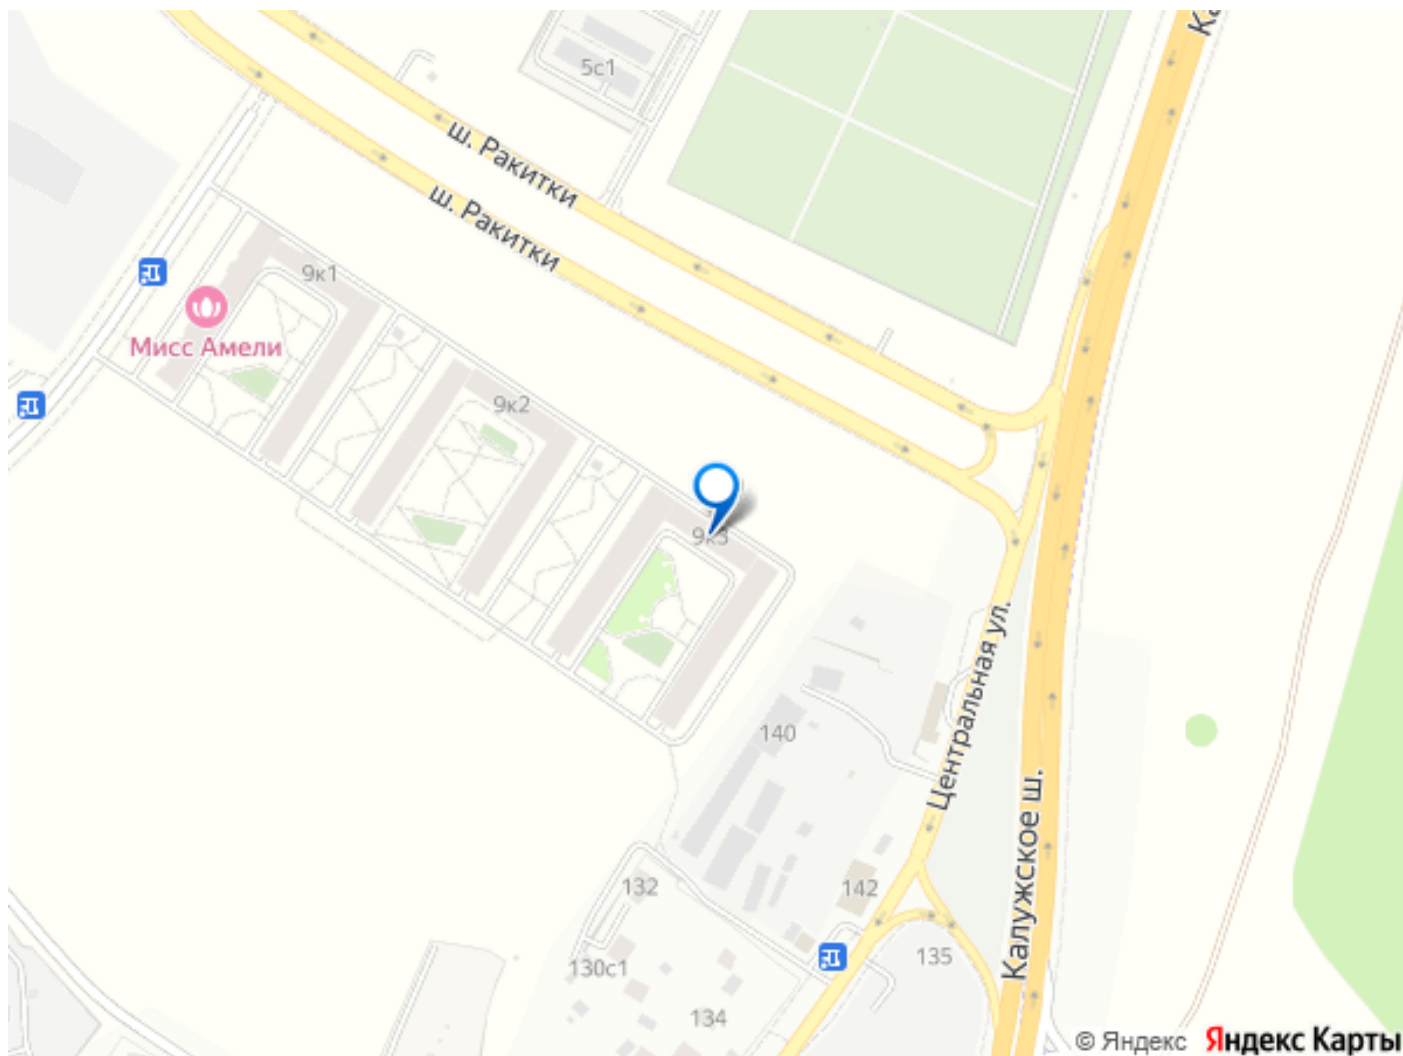 Ка
5с1
ш. Ракитки
ш. Ракитки
9к1
Мисс Амели
9к2
9к3
Центральная ул.
140
Калужское ш.
132
142
135
130с1
134
© Яндекс Яндекс Карты